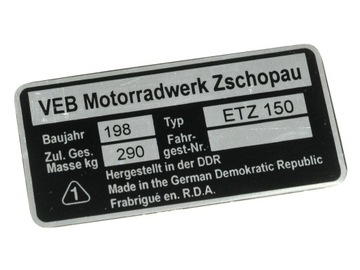 VEB Motorradwerk Zschopau
Baujahr 198 Typ ETZ 150
Zul. Ges. Masse kg 290 Fahr-
gest-Nr.
Hergestellt in der DDR
Made in the German Demokratic Republic
Frabrigué en. R.D.A.
1